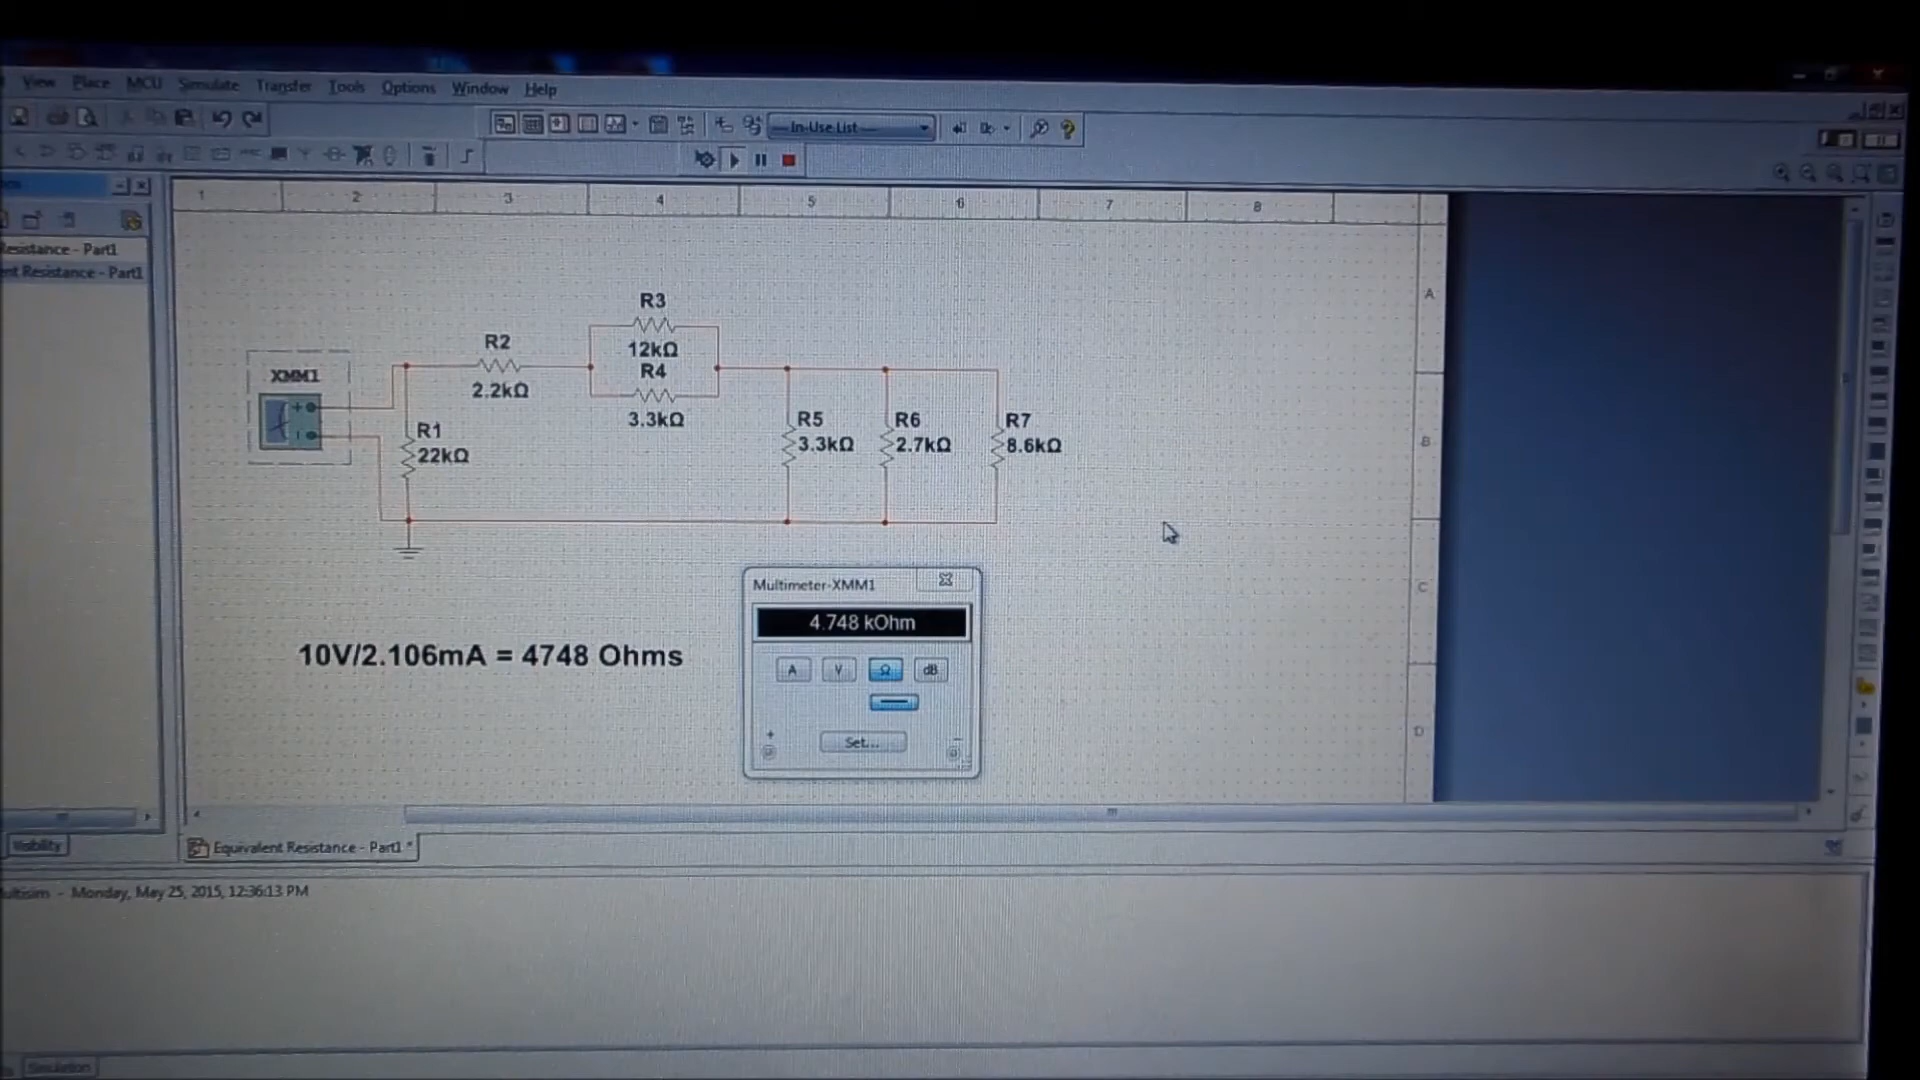 View Place MCU Simulate Transfer Tools Options Window Help
In-Use List
1 2 3 4 5 6 7 8
Resistance - Part1
nt Resistance - Part1
A
B
C
D
R3
12kΩ
R2
2.2kΩ
R4
3.3kΩ
XMM1
R1
22kΩ
R5
3.3kΩ
R6
2.7kΩ
R7
8.6kΩ
Multimeter-XMM1
4.748 kOhm
A V Ω dB
Set...
10V/2.106mA = 4748 Ohms
Visibility
Equivalent Resistance - Part1 *
ultisim - Monday, May 25, 2015, 12:36:13 PM
Simulation